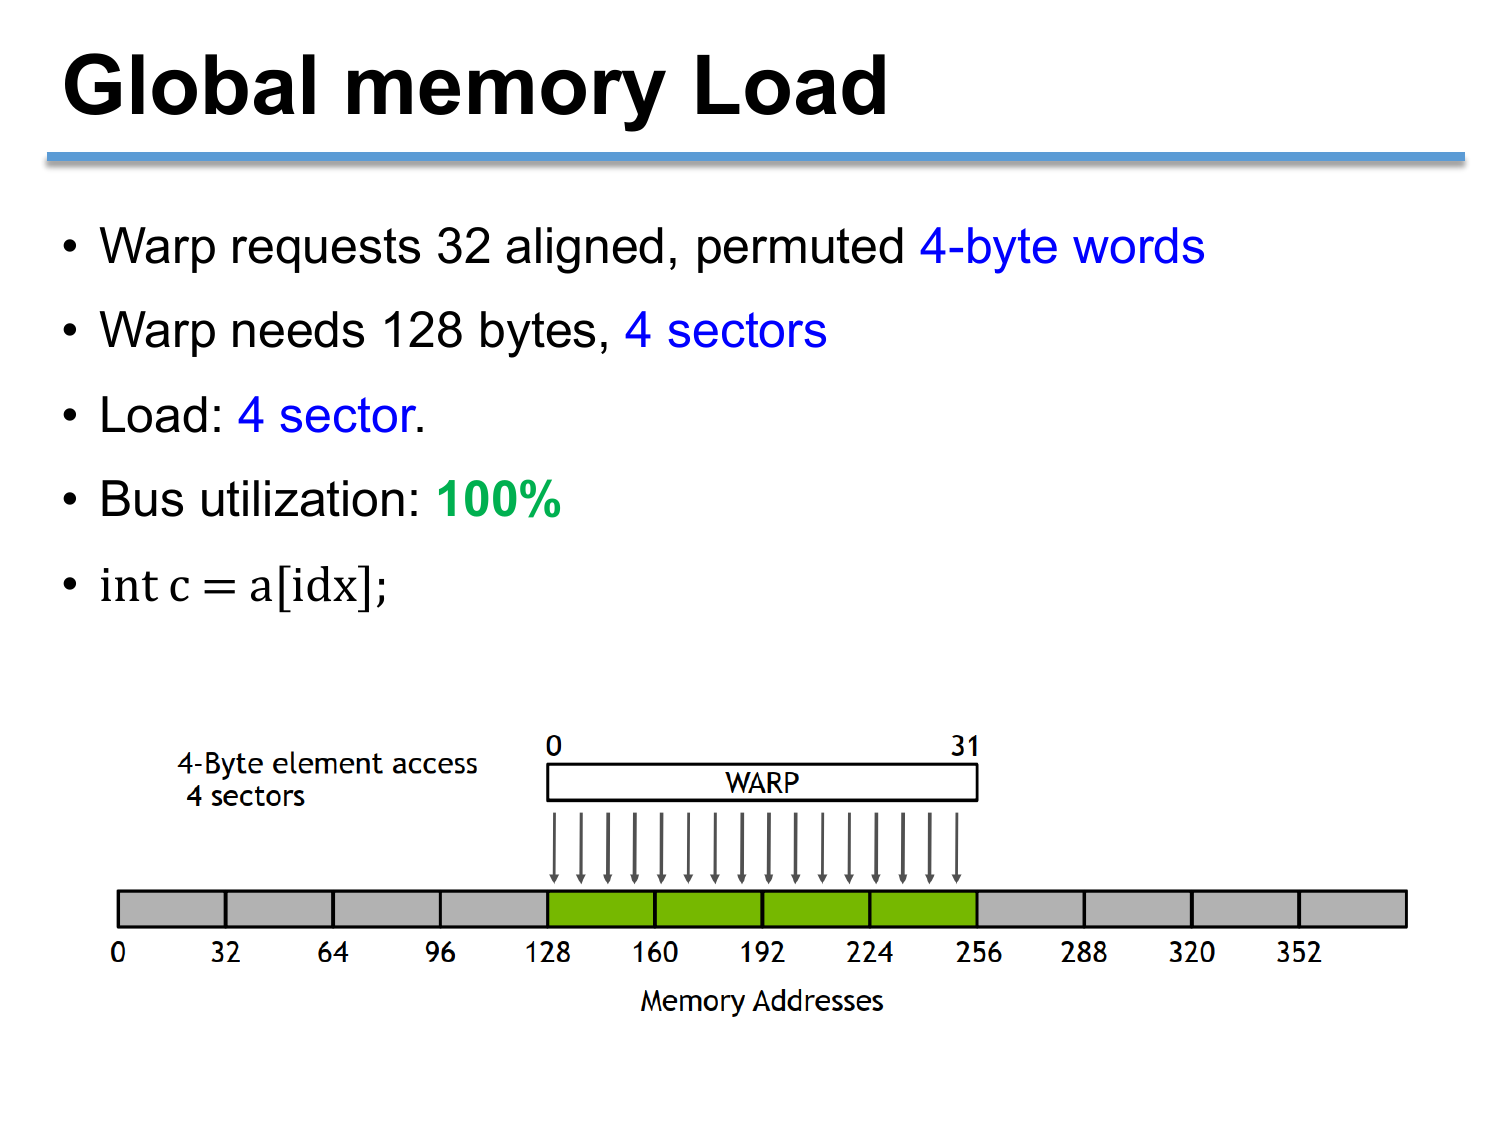 Global memory Load
• Warp requests 32 aligned, permuted 4-byte words
• Warp needs 128 bytes, 4 sectors
• Load: 4 sector.
• Bus utilization: 100%
• int c = a[idx];
0 31
4-Byte element access
4 sectors
WARP
0 32 64 96 128 160 192 224 256 288 320 352
Memory Addresses